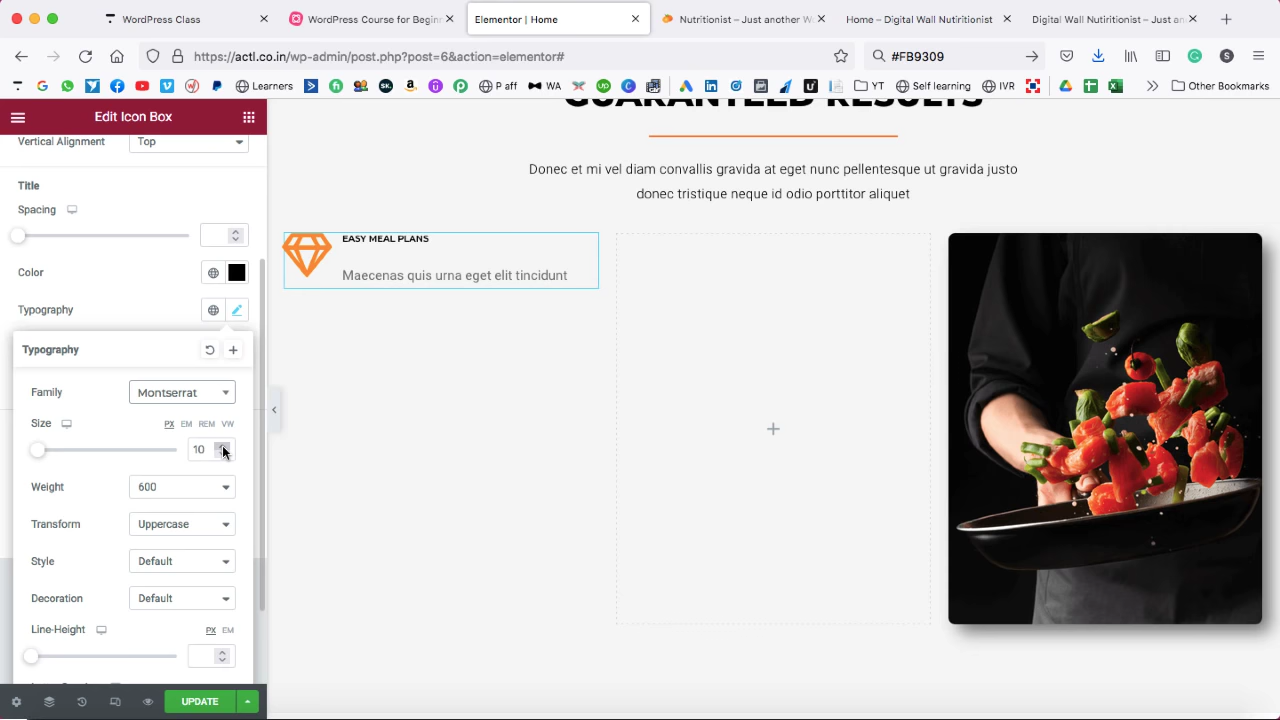 WordPress Class
WordPress Course for Beginn
Elementor | Home
Nutritionist – Just another W
Home – Digital Wall Nutiritionist
Digital Wall Nutiritionist – Just an
https://actl.co.in/wp-admin/post.php?post=6&action=elementor#
#FB9309
Learners
P aff
WA
YT
Self learning
IVR
Other Bookmarks
Edit Icon Box
Vertical Alignment
Top
Title
Spacing
Color
Typography
Typography
Family
Montserrat
Size
PX EM REM VW
10
Weight
600
Transform
Uppercase
Style
Default
Decoration
Default
Line-Height
PX EM
UPDATE
GUARANTEED RESULTS
Donec et mi vel diam convallis gravida at eget nunc pellentesque ut gravida justo
donec tristique neque id odio porttitor aliquet
EASY MEAL PLANS
Maecenas quis urna eget elit tincidunt